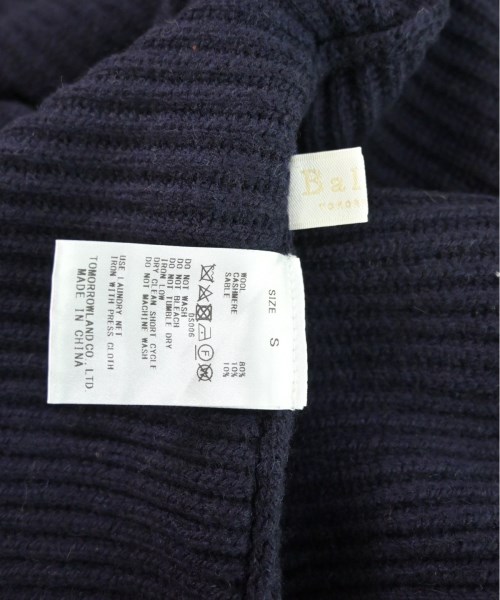 Bal
SIZE S
WOOL 80%
CASHMERE 10%
SABLE 10%
DS006
DO NOT WASH
DO NOT BLEACH
DO NOT TUMBLE DRY
IRON LOW
DRY CLEAN SHORT CYCLE
DO NOT MACHINE WASH
USE LAUNDRY NET
IRON WITH PRESS CLOTH
TOMORROWLAND CO., LTD
MADE IN CHINA